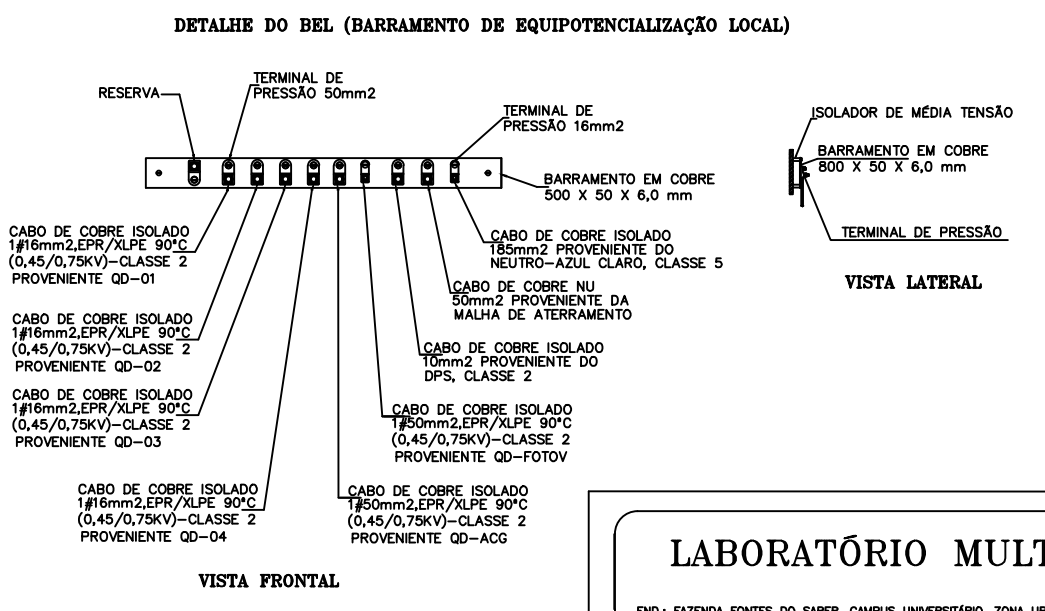 DETALHE DO BEL (BARRAMENTO DE EQUIPOTENCIALIZAÇÃO LOCAL)
RESERVA
TERMINAL DE
PRESSÃO 50mm2
TERMINAL DE
PRESSÃO 16mm2
BARRAMENTO EM COBRE
500 X 50 X 6,0 mm
CABO DE COBRE ISOLADO
1#16mm2,EPR/XLPE 90°C
(0,45/0,75KV)-CLASSE 2
PROVENIENTE QD-01
CABO DE COBRE ISOLADO
1#16mm2,EPR/XLPE 90°C
(0,45/0,75KV)-CLASSE 2
PROVENIENTE QD-02
CABO DE COBRE ISOLADO
1#16mm2,EPR/XLPE 90°C
(0,45/0,75KV)-CLASSE 2
PROVENIENTE QD-03
CABO DE COBRE ISOLADO
1#16mm2,EPR/XLPE 90°C
(0,45/0,75KV)-CLASSE 2
PROVENIENTE QD-04
CABO DE COBRE ISOLADO
185mm2 PROVENIENTE DO
NEUTRO-AZUL CLARO, CLASSE 5
CABO DE COBRE NU
50mm2 PROVENIENTE DA
MALHA DE ATERRAMENTO
CABO DE COBRE ISOLADO
10mm2 PROVENIENTE DO
DPS, CLASSE 2
CABO DE COBRE ISOLADO
1#50mm2,EPR/XLPE 90°C
(0,45/0,75KV)-CLASSE 2
PROVENIENTE QD-FOTOV
CABO DE COBRE ISOLADO
1#50mm2,EPR/XLPE 90°C
(0,45/0,75KV)-CLASSE 2
PROVENIENTE QD-ACG
VISTA FRONTAL
ISOLADOR DE MÉDIA TENSÃO
BARRAMENTO EM COBRE
800 X 50 X 6,0 mm
TERMINAL DE PRESSÃO
VISTA LATERAL
LABORATÓRIO MULT
END.: FAZENDA FONTES DO SABER, CAMPUS UNIVERSITÁRIO, ZONA